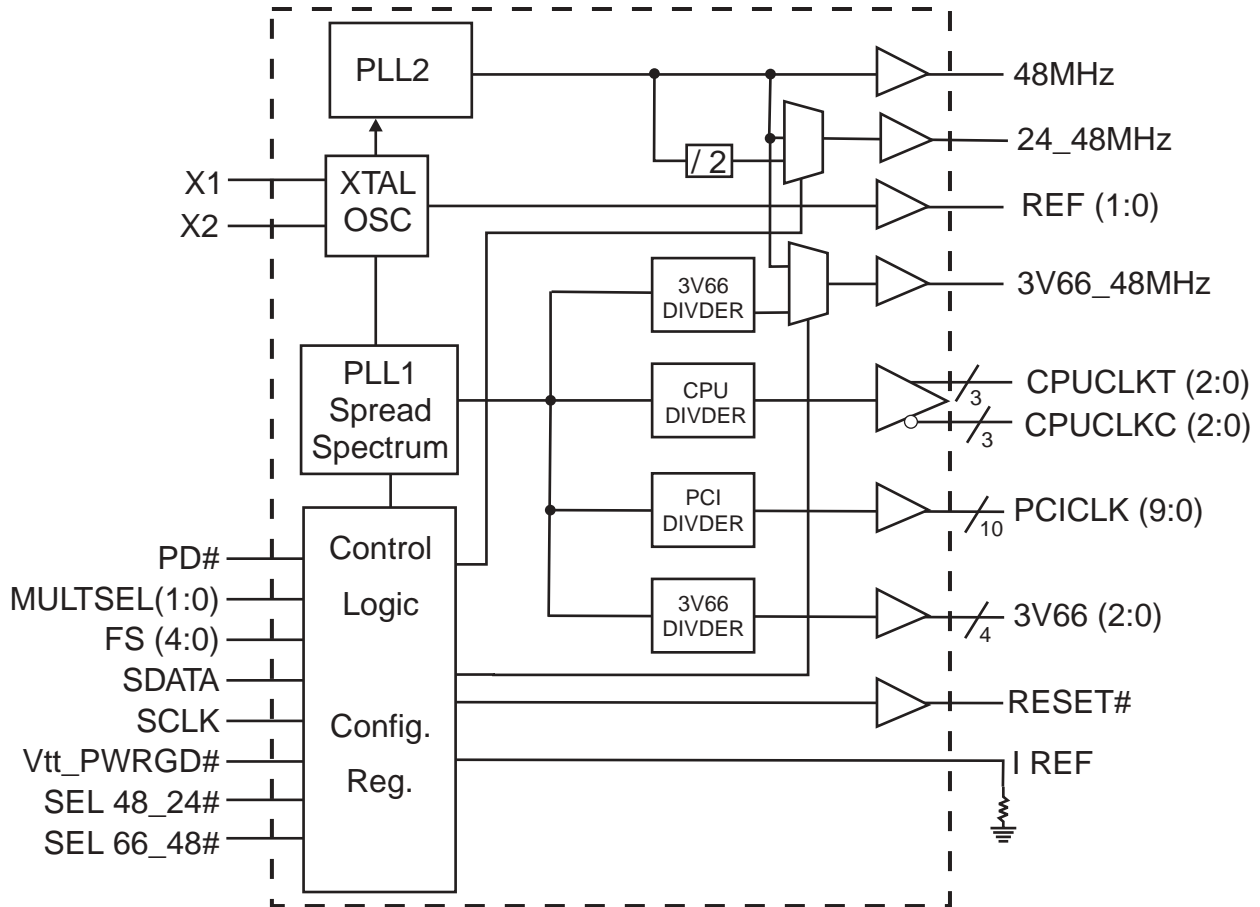 PLL2
48MHz
/ 2
24_48MHz
X1
X2
XTAL
OSC
REF (1:0)
3V66
DIVDER
3V66_48MHz
PLL1
Spread
Spectrum
CPU
DIVDER
3
CPUCLKT (2:0)
3
CPUCLKC (2:0)
PCI
DIVDER
10
PCICLK (9:0)
3V66
DIVDER
4
3V66 (2:0)
PD#
MULTSEL(1:0)
FS (4:0)
SDATA
SCLK
Vtt_PWRGD#
SEL 48_24#
SEL 66_48#
Control
Logic
Config.
Reg.
RESET#
I REF